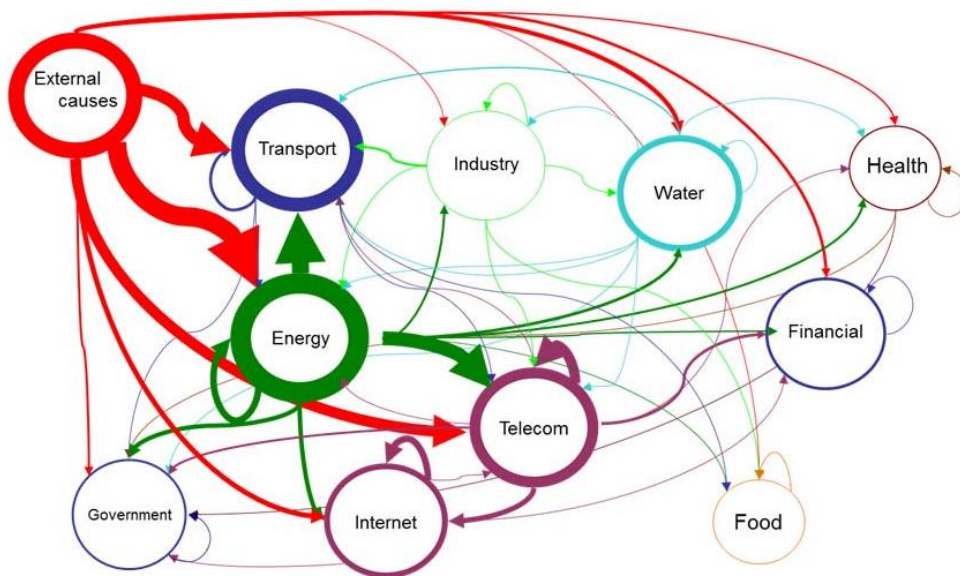 External
causes
Transport
Industry
Water
Health
Energy
Financial
Telecom
Government
Internet
Food